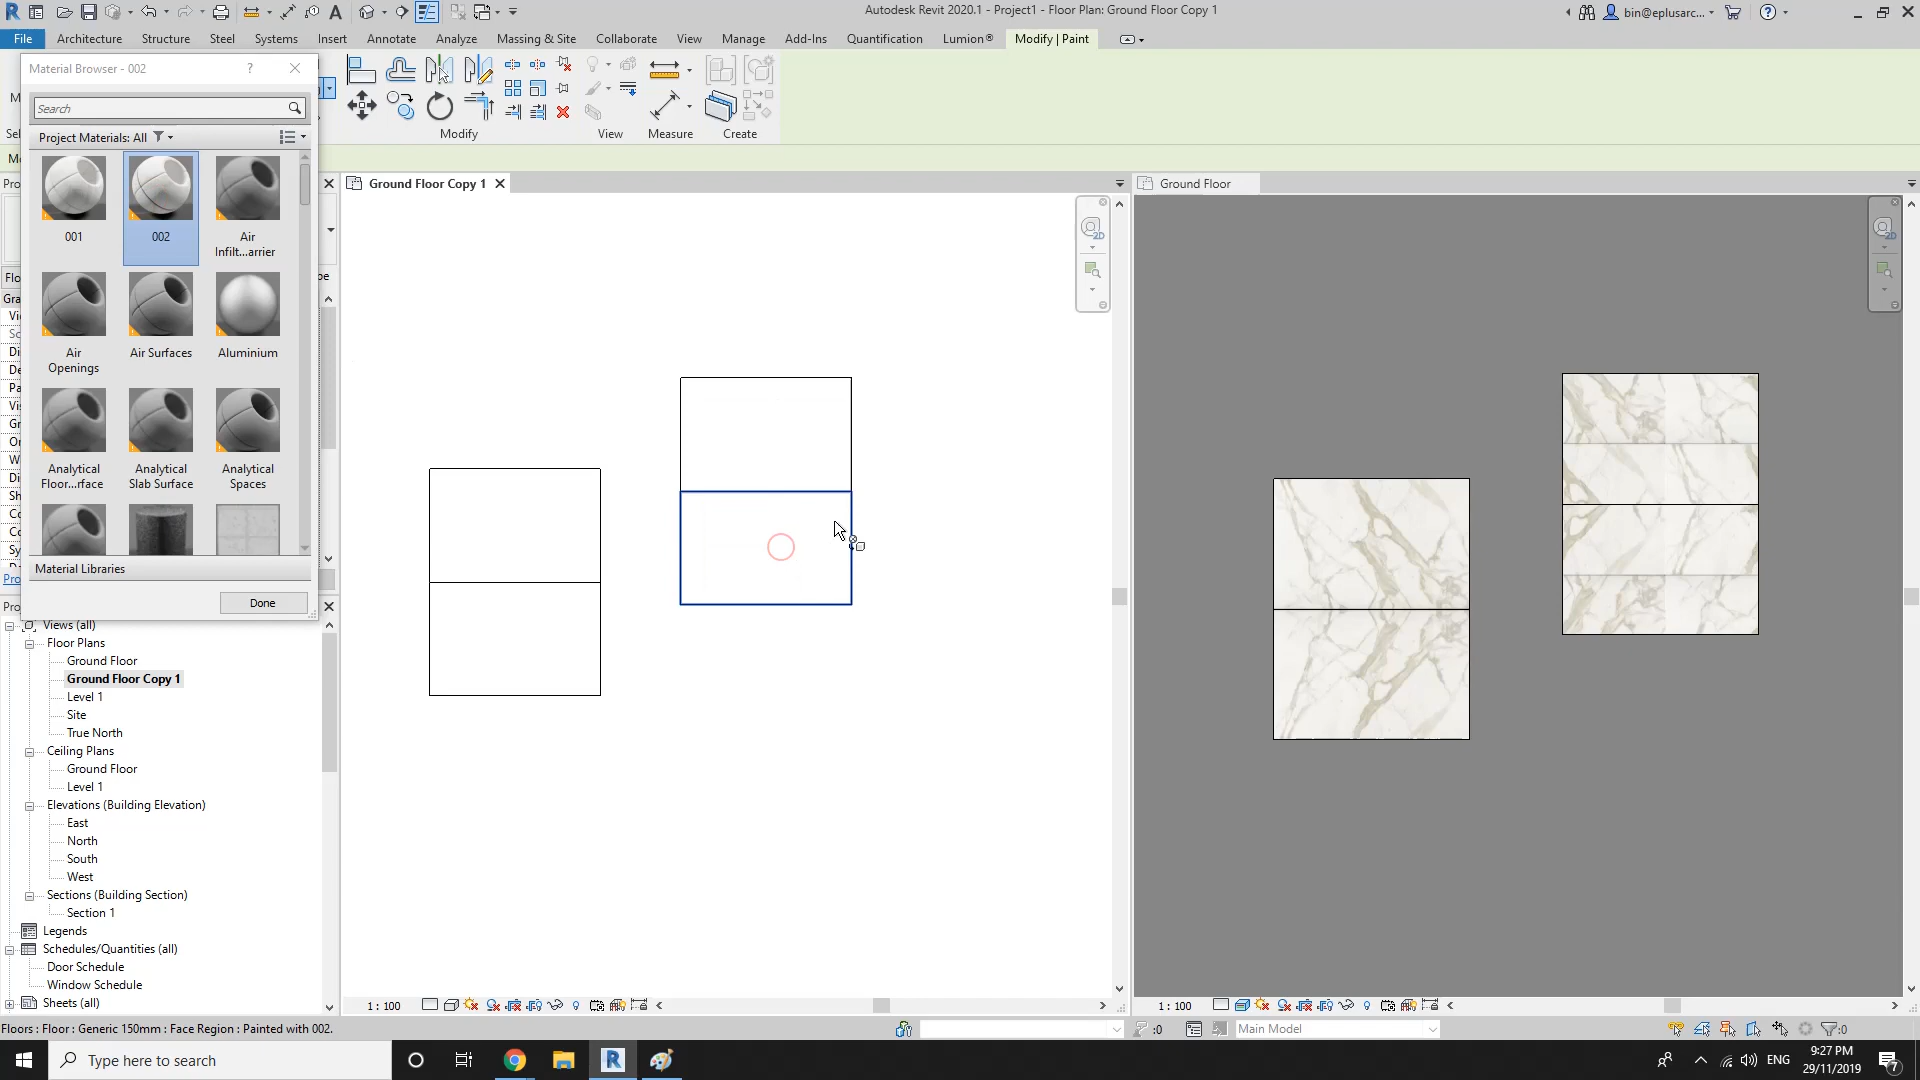 Autodesk Revit 2020.1 - Project1 - Floor Plan: Ground Floor Copy 1
bin@eplusarc...
File Architecture Structure Steel Systems Insert Annotate Analyze Massing & Site Collaborate View Manage Add-Ins Quantification Lumion® Modify | Paint
Material Browser - 002
Search
Project Materials: All
Modify View Measure Create
001
002
Air
Infilt...arrier
Air
Openings
Air Surfaces
Aluminium
Analytical
Floor...rface
Analytical
Slab Surface
Analytical
Spaces
Material Libraries
Done
Ground Floor Copy 1
Ground Floor
2D
2D
Views (all)
Floor Plans
Ground Floor
Ground Floor Copy 1
Level 1
Site
True North
Ceiling Plans
Ground Floor
Level 1
Elevations (Building Elevation)
East
North
South
West
Sections (Building Section)
Section 1
Legends
Schedules/Quantities (all)
Door Schedule
Window Schedule
Sheets (all)
1 : 100
1 : 100
Floors : Floor : Generic 150mm : Face Region : Painted with 002.
:0
Main Model
:0
Type here to search
ENG
9:27 PM
29/11/2019
7